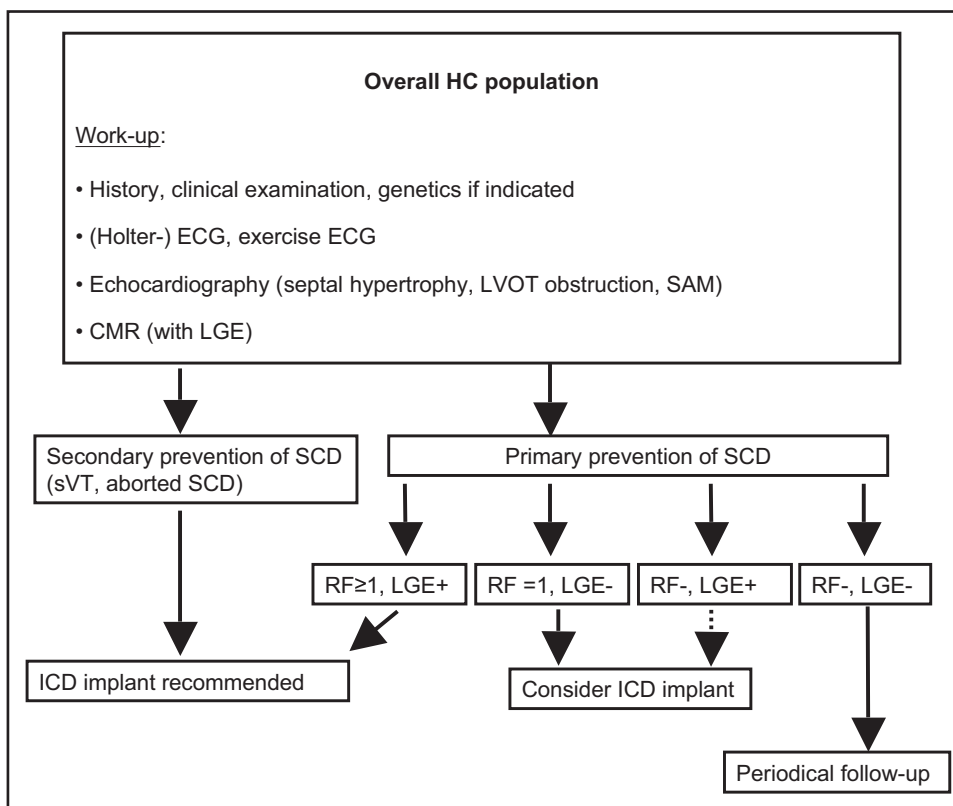 Overall HC population
Work-up:
• History, clinical examination, genetics if indicated
• (Holter-) ECG, exercise ECG
• Echocardiography (septal hypertrophy, LVOT obstruction, SAM)
• CMR (with LGE)
Secondary prevention of SCD
(sVT, aborted SCD)
Primary prevention of SCD
RF≥1, LGE+
RF =1, LGE-
RF-, LGE+
RF-, LGE-
ICD implant recommended
Consider ICD implant
Periodical follow-up